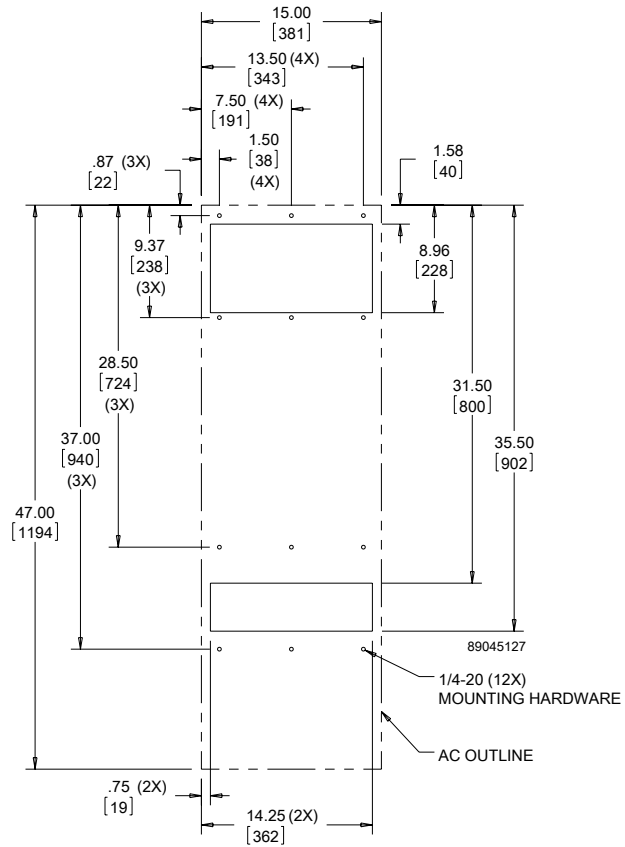 15.00
[381]
13.50 (4X)
[343]
7.50 (4X)
[191]
1.50
[38]
(4X)
.87 (3X)
[22]
1.58
[40]
9.37
[238]
(3X)
8.96
[228]
28.50
[724]
(3X)
31.50
[800]
37.00
[940]
(3X)
35.50
[902]
47.00
[1194]
89045127
1/4-20 (12X)
MOUNTING HARDWARE
AC OUTLINE
.75 (2X)
[19]
14.25 (2X)
[362]